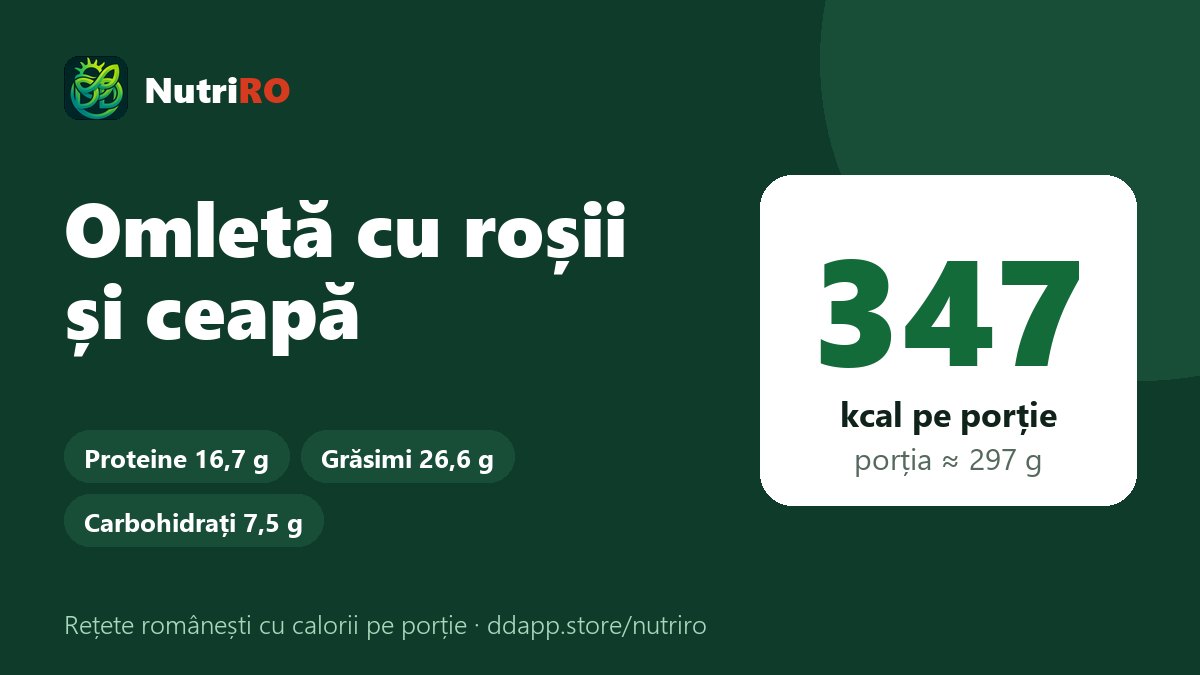 NutriRO
Omletă cu roșii
și ceapă
347
kcal pe porție
porția ≈ 297 g
Proteine 16,7 g
Grăsimi 26,6 g
Carbohidrați 7,5 g
Rețete românești cu calorii pe porție · ddapp.store/nutriro